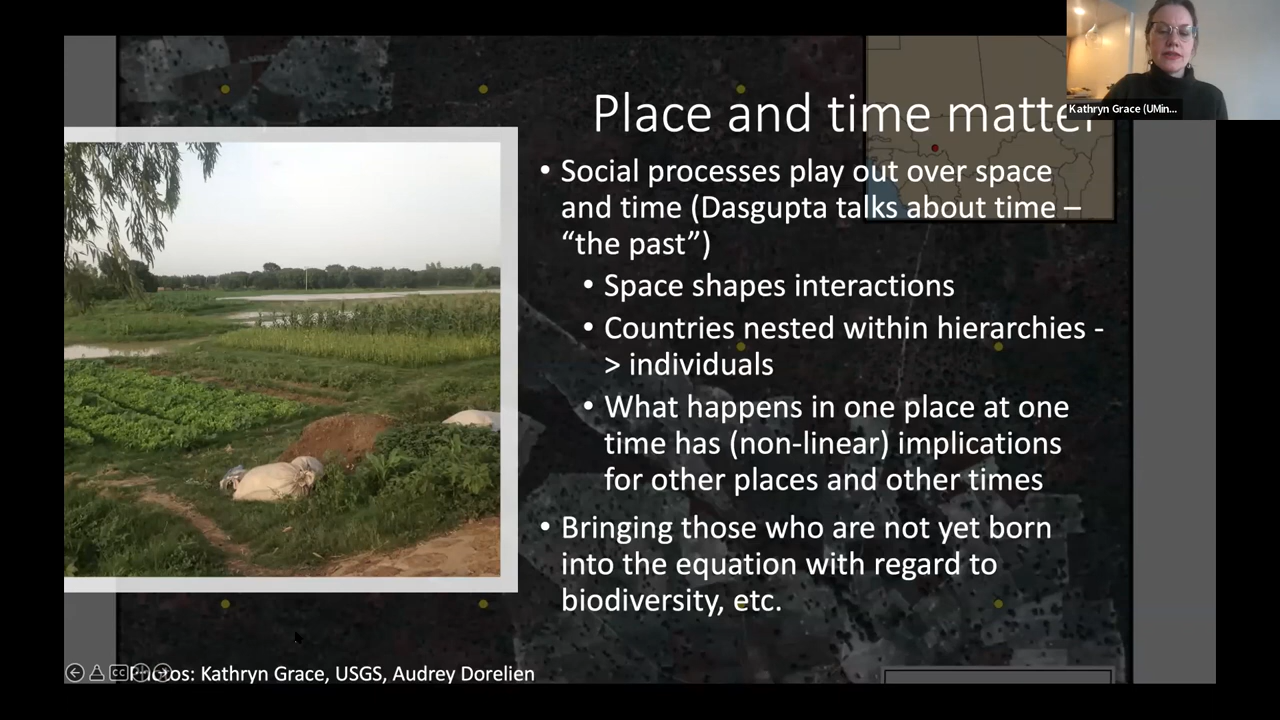 Kathryn Grace (UMin...
Place and time matter
• Social processes play out over space
and time (Dasgupta talks about time –
“the past”)
• Space shapes interactions
• Countries nested within hierarchies -
> individuals
• What happens in one place at one
time has (non-linear) implications
for other places and other times
• Bringing those who are not yet born
into the equation with regard to
biodiversity, etc.
CC
Photos: Kathryn Grace, USGS, Audrey Dorelien